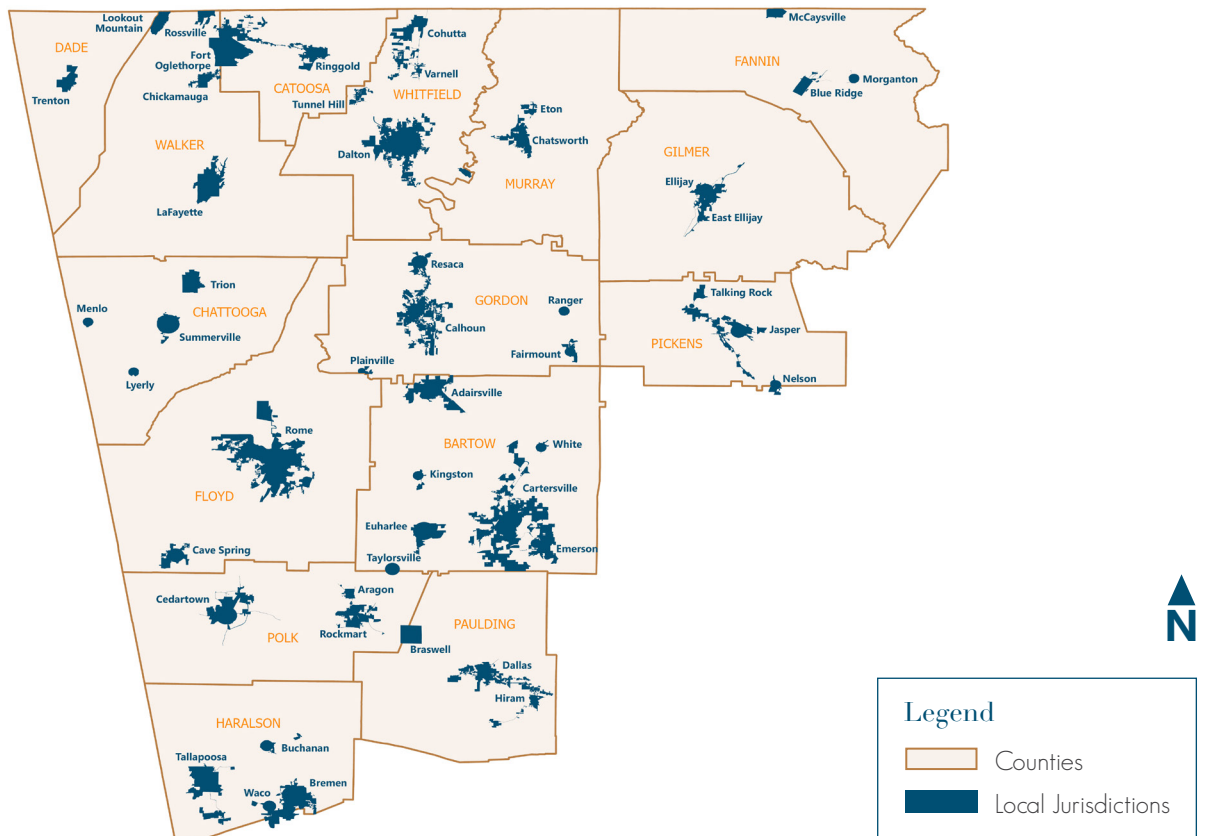 Lookout
Mountain
Rossville
McCaysville
DADE
Fort
Oglethorpe
Ringgold
Cohutta
Varnell
FANNIN
Morganton
Blue Ridge
Trenton
Chickamauga
CATOOSA
Tunnel Hill
WHITFIELD
Eton
Chatsworth
WALKER
Dalton
MURRAY
GILMER
Ellijay
East Ellijay
LaFayette
Resaca
Trion
GORDON
Ranger
Talking Rock
Menlo
CHATTOOGA
Summerville
Calhoun
Jasper
PICKENS
Plainville
Fairmount
Nelson
Lyerly
Adairsville
Rome
BARTOW
White
Kingston
Cartersville
FLOYD
Euharlee
Emerson
Cave Spring
Taylorsville
Cedartown
Aragon
Rockmart
POLK
PAULDING
Braswell
Dallas
Hiram
HARALSON
Buchanan
Tallapoosa
Waco
Bremen
N
Legend
Counties
Local Jurisdictions